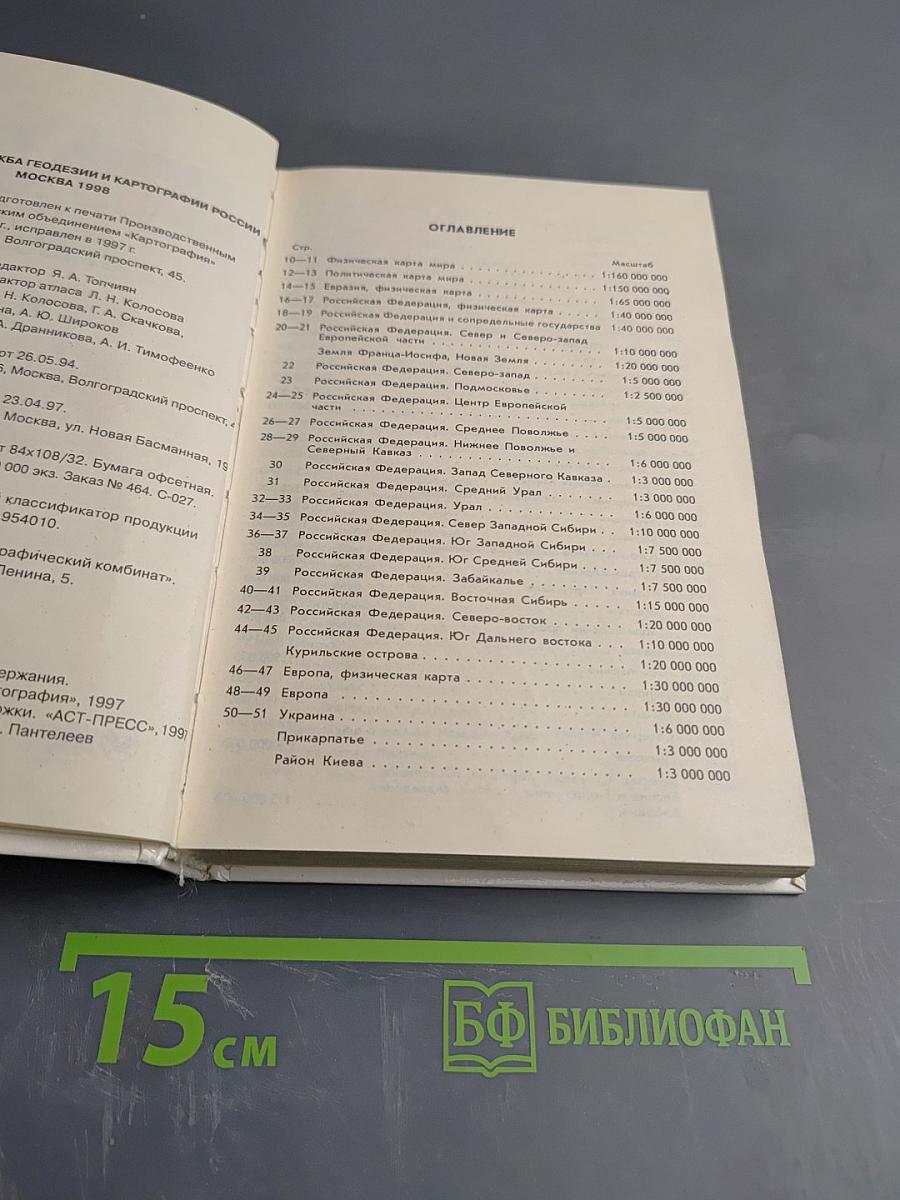 ЖБА ГЕОДЕЗИИ И КАРТОГРАФИИ РОССИИ
МОСКВА 1998
дготовлен к печати Производственным
ским объединением «Картография»
г., исправлен в 1997 г.
Волгоградский проспект, 45.
дактор Я. А. Топчиян
актор атласа Л. Н. Колосова
Н. Колосова, Г. А. Скачкова,
на, А. Ю. Широков
А. Дранникова, А. И. Тимофеенко
от 26.05.94.
6, Москва, Волгоградский проспект,
23.04.97.
Москва, ул. Новая Басманная, 19
т 84х108/32. Бумага офсетная.
000 экз. Заказ № 464. С-027.
классификатор продукции
954010.
рафический комбинат».
Ленина, 5.
ержания.
тография», 1997
жки. «АСТ-ПРЕСС», 199
. Пантелеев
ОГЛАВЛЕНИЕ
Стр. Масштаб
10—11 Физическая карта мира . . . 1:160 000 000
12—13 Политическая карта мира . . . 1:150 000 000
14—15 Евразия, физическая карта . . . 1:65 000 000
16—17 Российская Федерация, физическая карта . . . 1:40 000 000
18—19 Российская Федерация и сопредельные государства 1:40 000 000
20—21 Российская Федерация. Север и Северо-запад
Европейской части . . . 1:10 000 000
Земля Франца-Иосифа, Новая Земля . . . 1:20 000 000
22 Российская Федерация. Северо-запад . . . 1:5 000 000
23 Российская Федерация. Подмосковье . . . 1:2 500 000
24—25 Российская Федерация. Центр Европейской
части . . . 1:5 000 000
26—27 Российская Федерация. Среднее Поволжье . . . 1:5 000 000
28—29 Российская Федерация. Нижнее Поволжье и
Северный Кавказ . . . 1:6 000 000
30 Российская Федерация. Запад Северного Кавказа . 1:3 000 000
31 Российская Федерация. Средний Урал . . . 1:3 000 000
32—33 Российская Федерация. Урал . . . 1:6 000 000
34—35 Российская Федерация. Север Западной Сибири . . 1:10 000 000
36—37 Российская Федерация. Юг Западной Сибири . . . 1:7 500 000
38 Российская Федерация. Юг Средней Сибири . . . 1:7 500 000
39 Российская Федерация. Забайкалье . . . 1:7 500 000
40—41 Российская Федерация. Восточная Сибирь . . . 1:15 000 000
42—43 Российская Федерация. Северо-восток . . . 1:20 000 000
44—45 Российская Федерация. Юг Дальнего востока . . . 1:10 000 000
Курильские острова . . . 1:20 000 000
46—47 Европа, физическая карта . . . 1:30 000 000
48—49 Европа . . . 1:30 000 000
50—51 Украина . . . 1:6 000 000
Прикарпатье . . . 1:3 000 000
Район Киева . . . 1:3 000 000
15 см
БФ БИБЛИОФАН